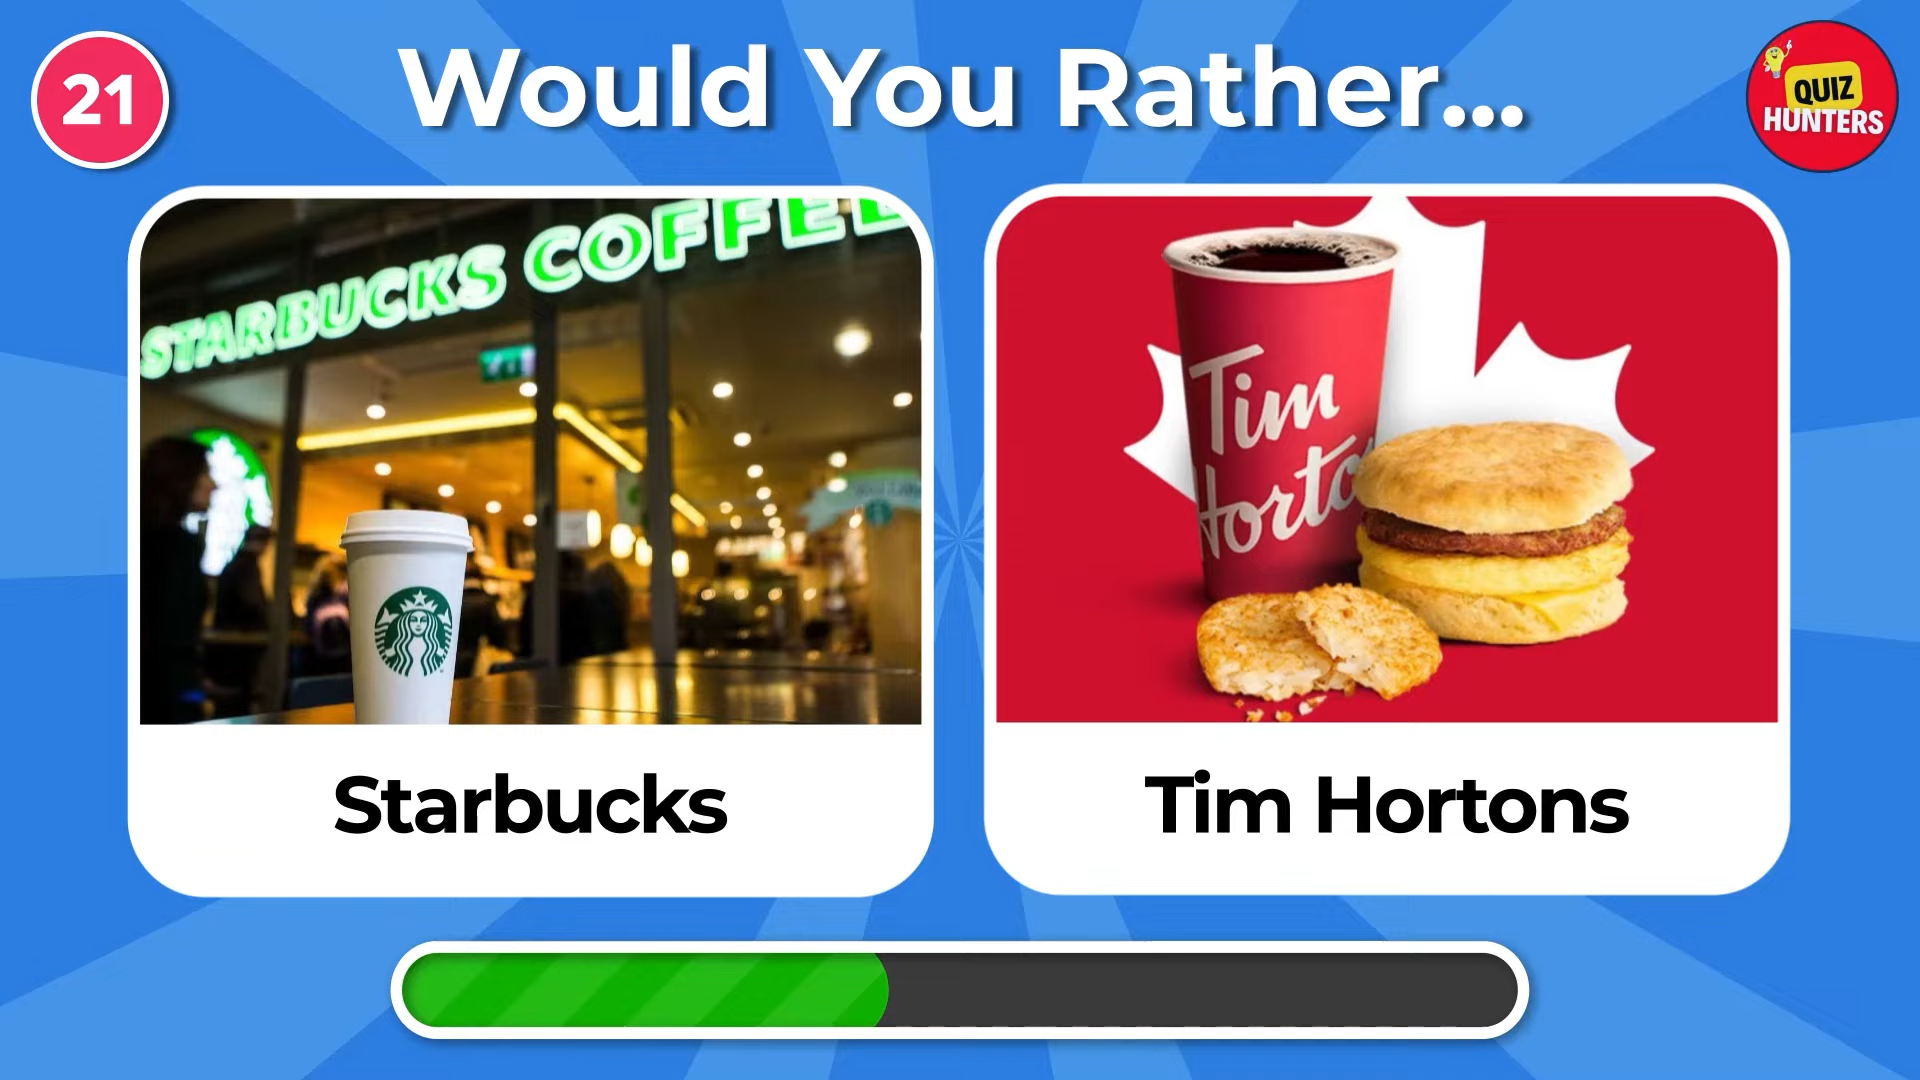 21
Would You Rather...
QUIZ
HUNTERS
STARBUCKS COFFEE
Tim
Horto
Starbucks
Tim Hortons